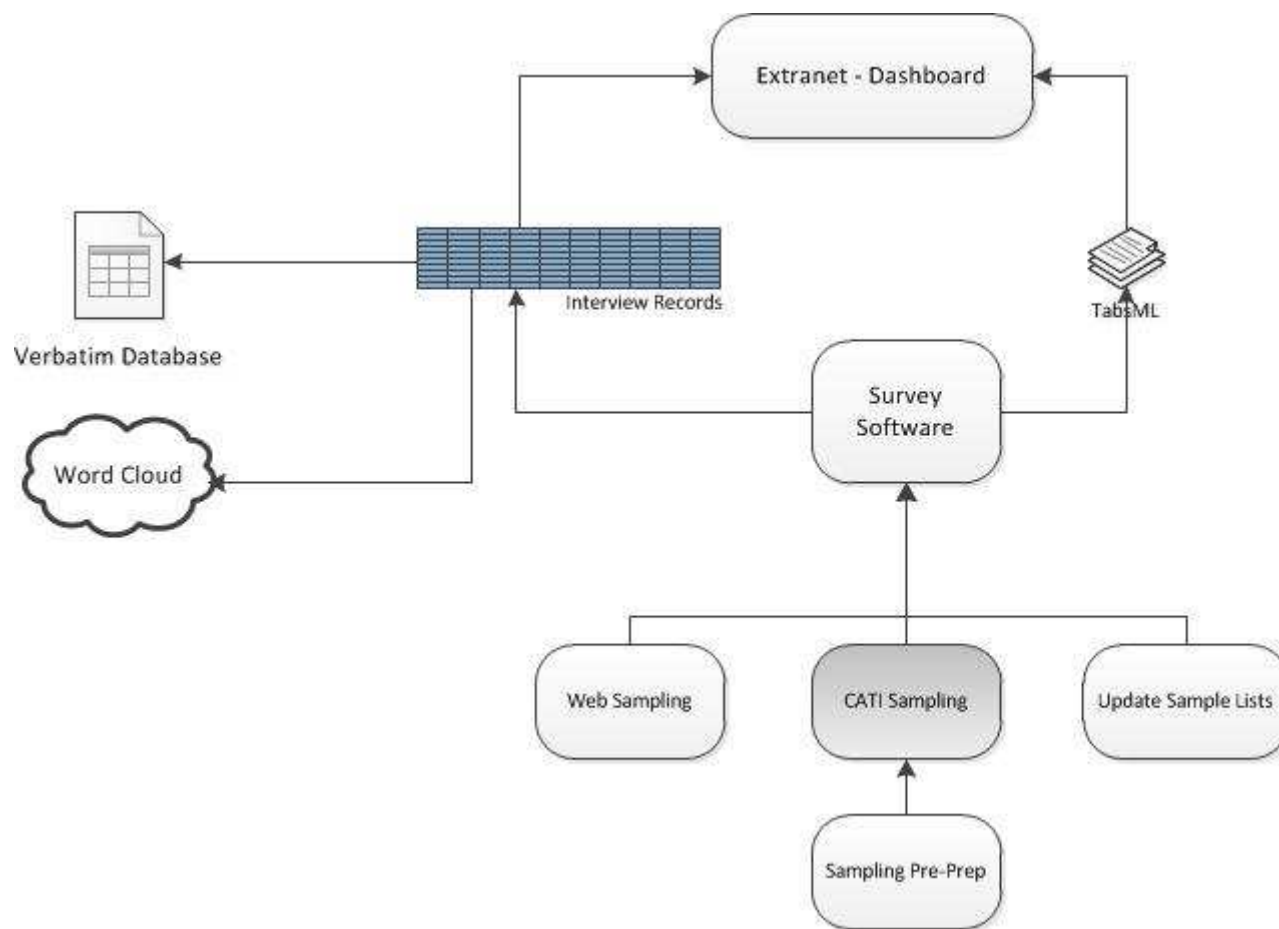 Extranet - Dashboard
Interview Records
TabsML
Verbatim Database
Survey
Software
Word Cloud
Web Sampling
CATI Sampling
Update Sample Lists
Sampling Pre-Prep